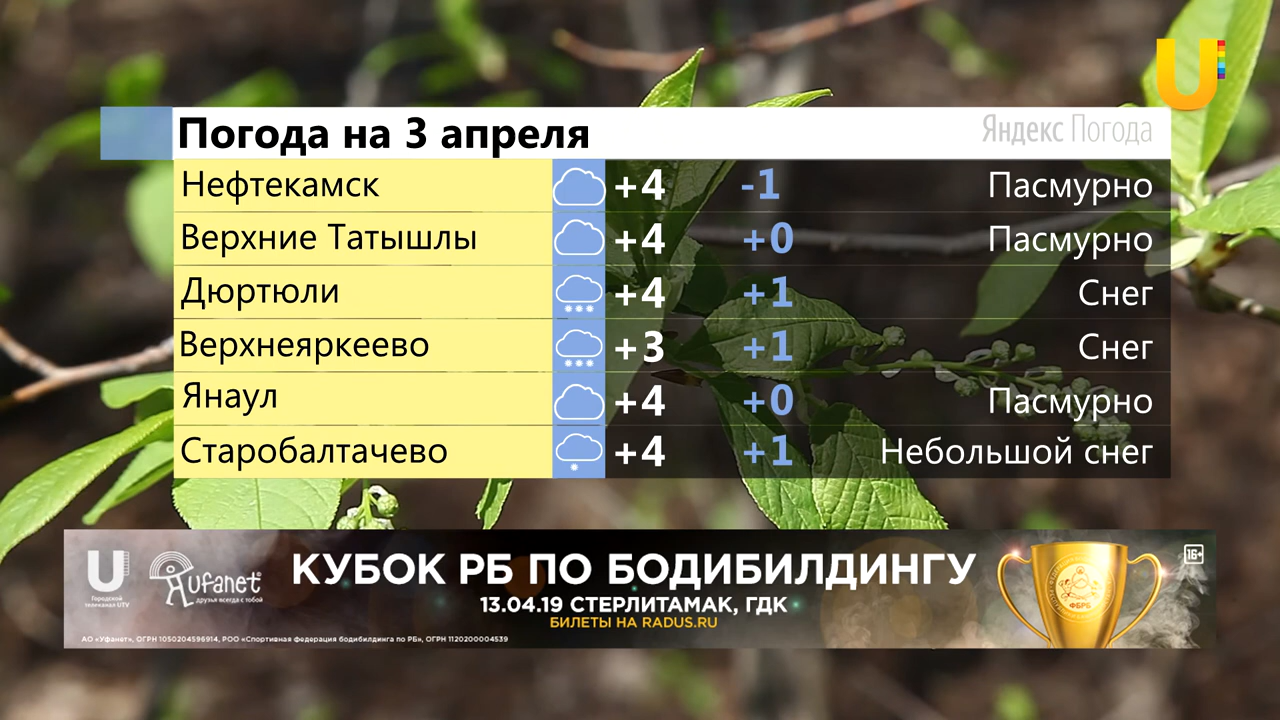 U
Погода на 3 апреля
Яндекс Погода
Нефтекамск +4 -1 Пасмурно
Верхние Татышлы +4 +0 Пасмурно
Дюртюли +4 +1 Снег
Верхнеяркеево +3 +1 Снег
Янаул +4 +0 Пасмурно
Старобалтачево +4 +1 Небольшой снег
U
Городской
телеканал UTV
ufanet
друзья всегда с тобой
КУБОК РБ ПО БОДИБИЛДИНГУ
13.04.19 СТЕРЛИТАМАК, ГДК
БИЛЕТЫ НА RADUS.RU
16+
ФБРБ
АО «Уфанет», ОГРН 1050204596914, РОО «Спортивная федерация бодибилдинга по РБ», ОГРН 1120200004539